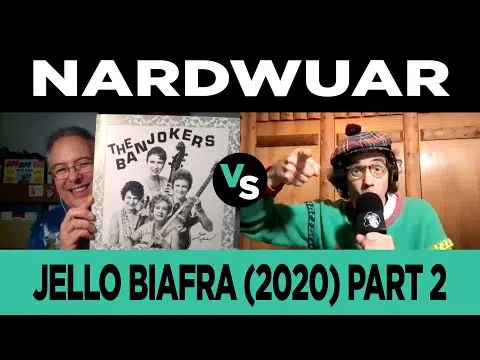 NARDWUAR
THE
BANJOKERS
VS
JELLO BIAFRA (2020) PART 2